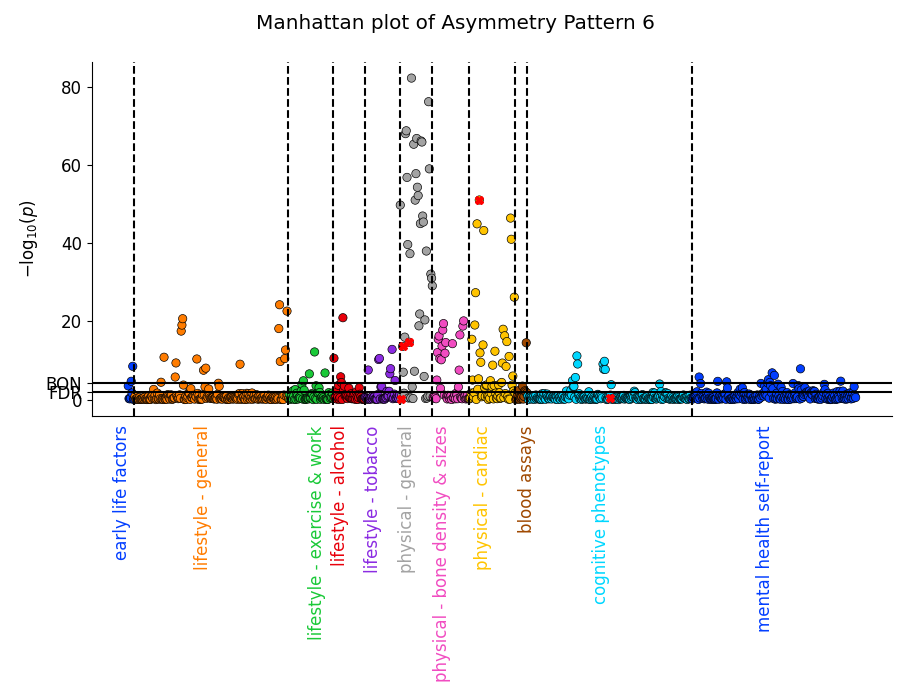 Manhattan plot of Asymmetry Pattern 6
−log10(p)
80
60
40
20
BON
FDR
0
early life factors
lifestyle - general
lifestyle - exercise & work
lifestyle - alcohol
lifestyle - tobacco
physical - general
physical - bone density & sizes
physical - cardiac
blood assays
cognitive phenotypes
mental health self-report